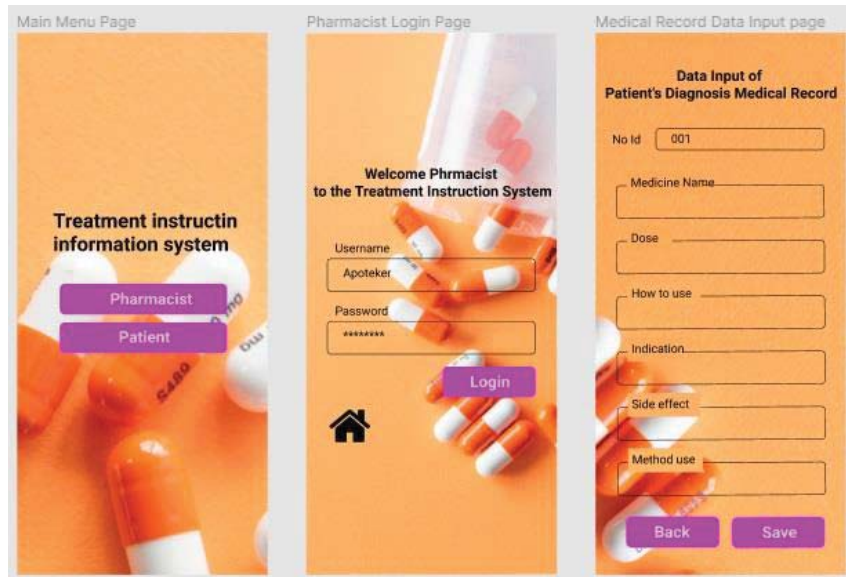 Main Menu Page
Treatment instructin
information system
Pharmacist
Patient
S489
mo
Pharmacist Login Page
Welcome Phrmacist
to the Treatment Instruction System
Username
Apoteker
Password
********
Login
Medical Record Data Input page
Data Input of
Patient's Diagnosis Medical Record
No Id 001
Medicine Name
Dose
How to use
Indication
Side effect
Method use
Back Save